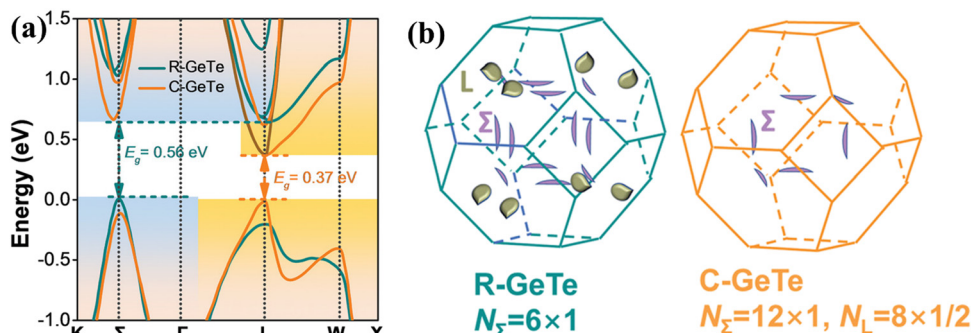 (a)
1.5
1.0
0.5
0.0
-0.5
-1.0
Energy (eV)
R-GeTe
C-GeTe
E_g = 0.56 eV
E_g = 0.37 eV
K Σ Γ L W X
(b)
L
Σ
Σ
R-GeTe
N_Σ=6×1
C-GeTe
N_Σ=12×1, N_L=8×1/2